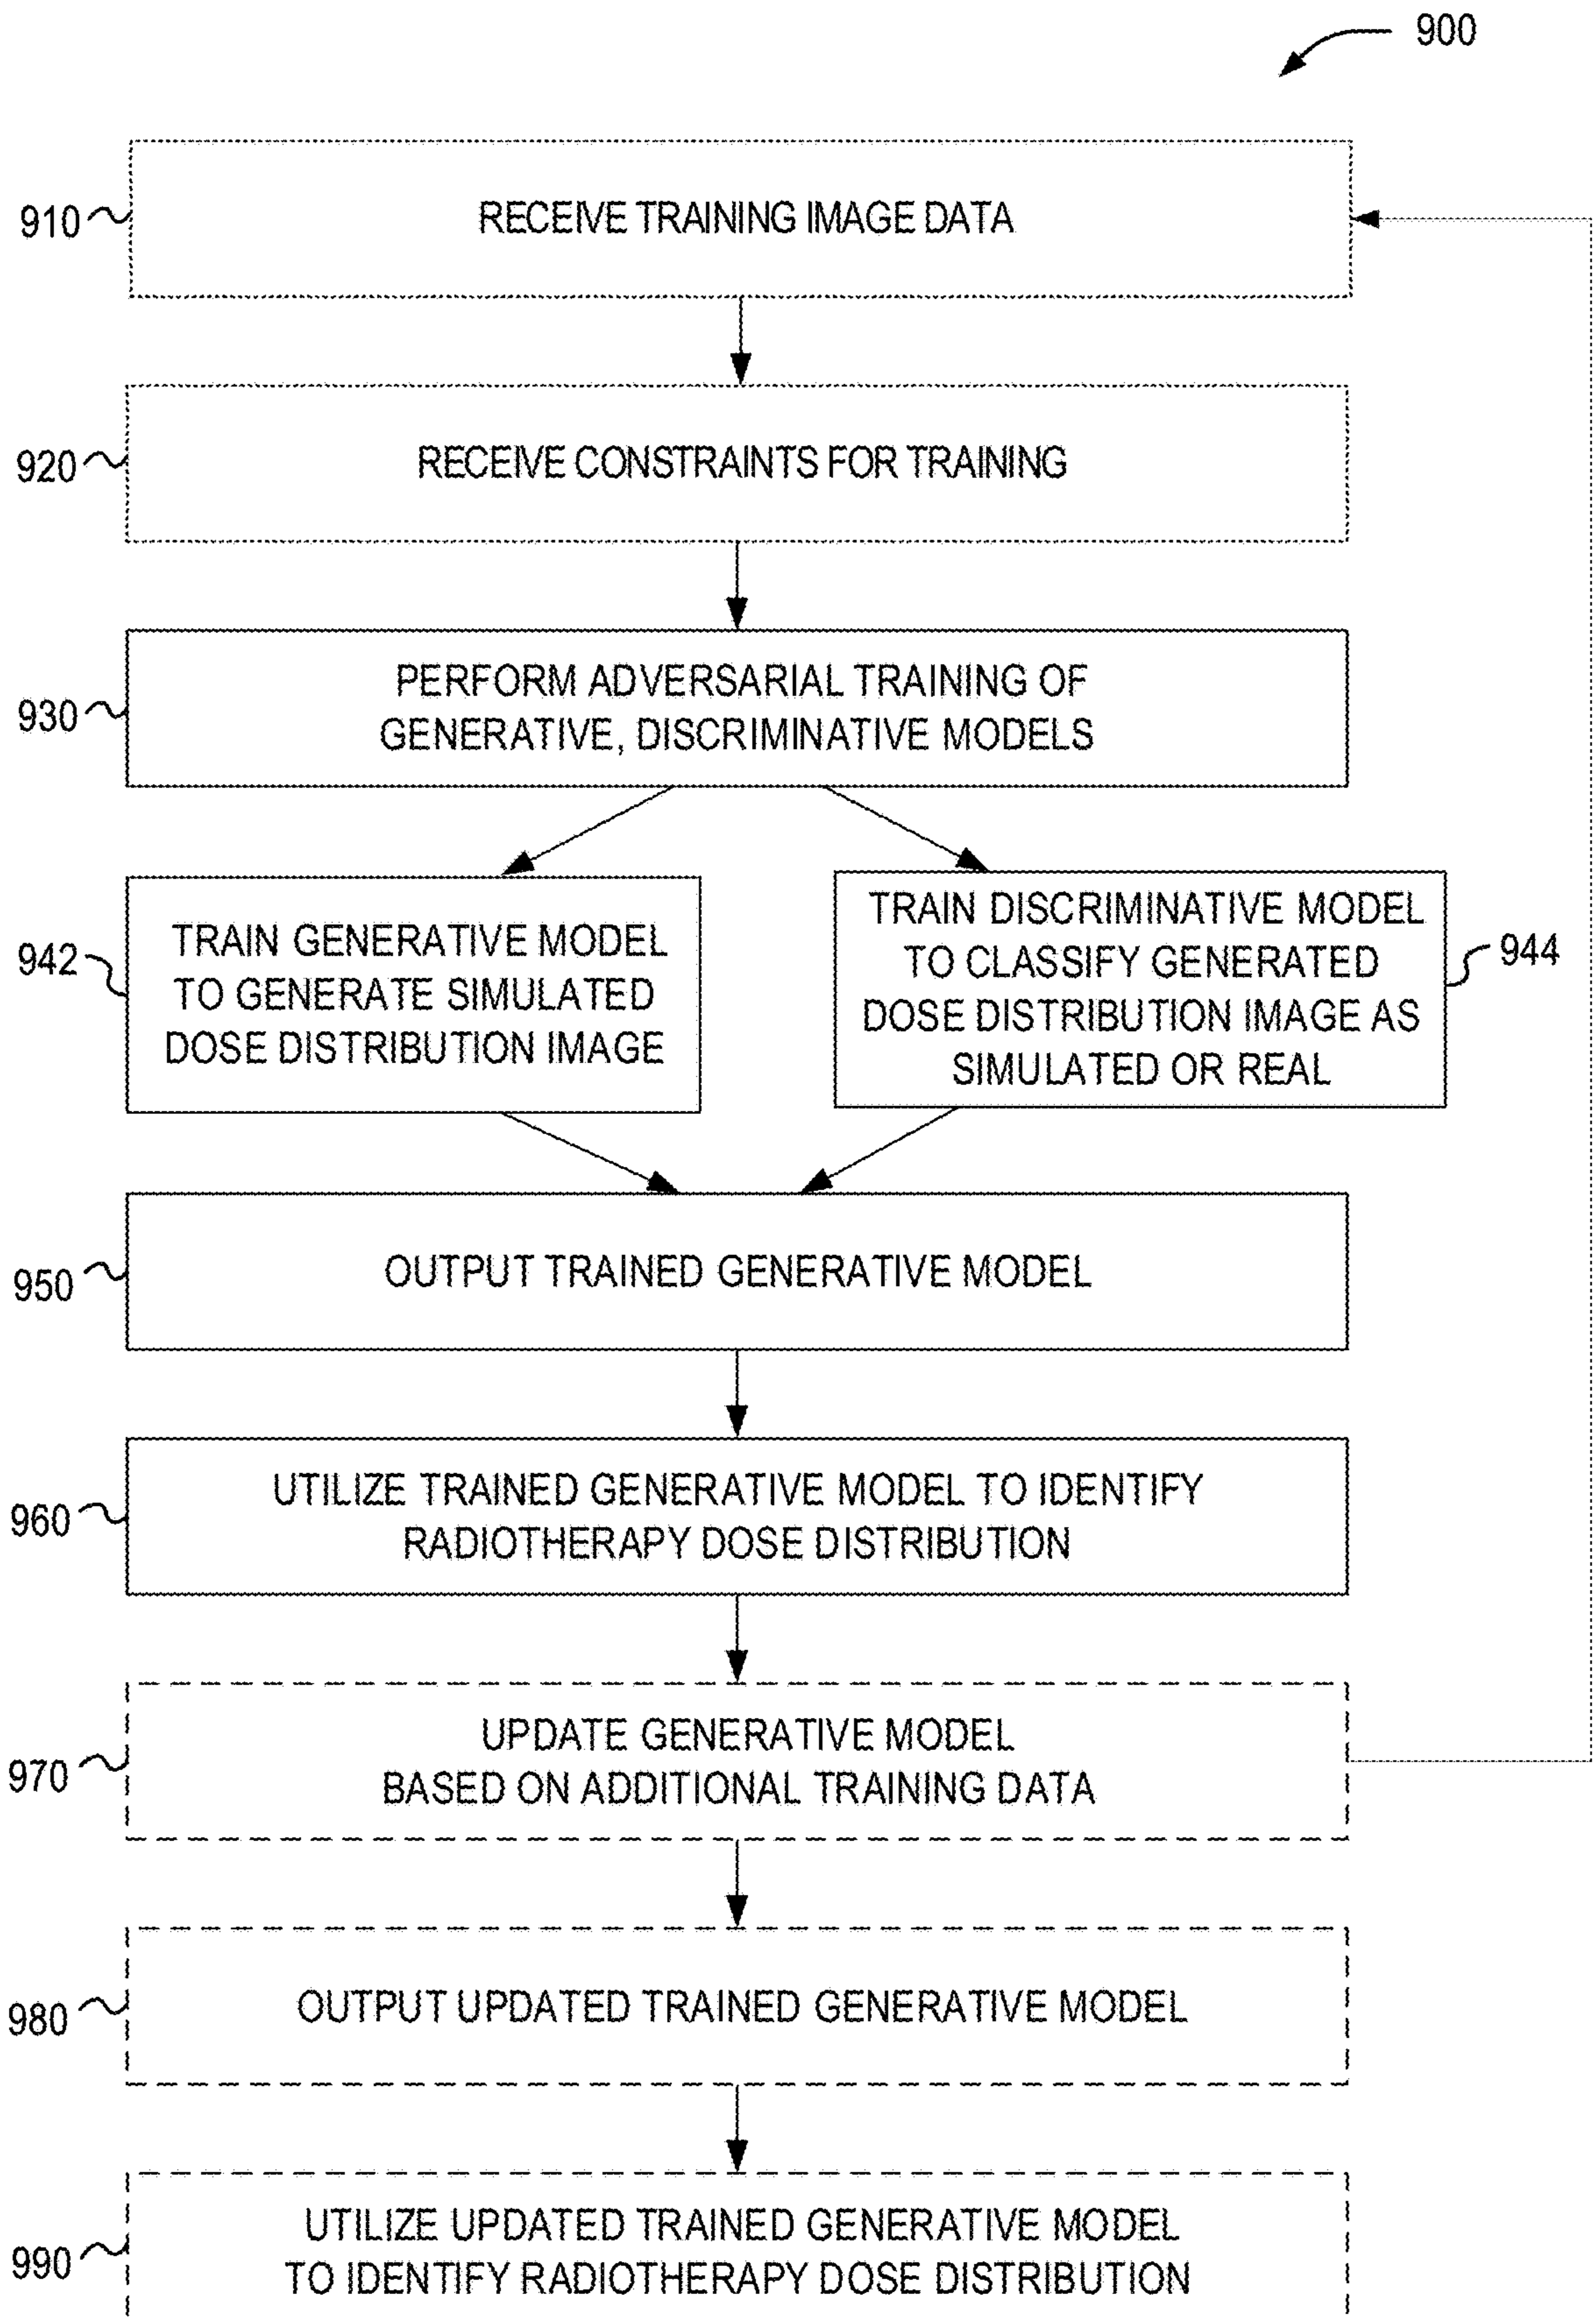 900
910
RECEIVE TRAINING IMAGE DATA
920
RECEIVE CONSTRAINTS FOR TRAINING
930
PERFORM ADVERSARIAL TRAINING OF
GENERATIVE, DISCRIMINATIVE MODELS
942
TRAIN GENERATIVE MODEL
TO GENERATE SIMULATED
DOSE DISTRIBUTION IMAGE
TRAIN DISCRIMINATIVE MODEL
TO CLASSIFY GENERATED
DOSE DISTRIBUTION IMAGE AS
SIMULATED OR REAL
944
950
OUTPUT TRAINED GENERATIVE MODEL
960
UTILIZE TRAINED GENERATIVE MODEL TO IDENTIFY
RADIOTHERAPY DOSE DISTRIBUTION
970
UPDATE GENERATIVE MODEL
BASED ON ADDITIONAL TRAINING DATA
980
OUTPUT UPDATED TRAINED GENERATIVE MODEL
990
UTILIZE UPDATED TRAINED GENERATIVE MODEL
TO IDENTIFY RADIOTHERAPY DOSE DISTRIBUTION